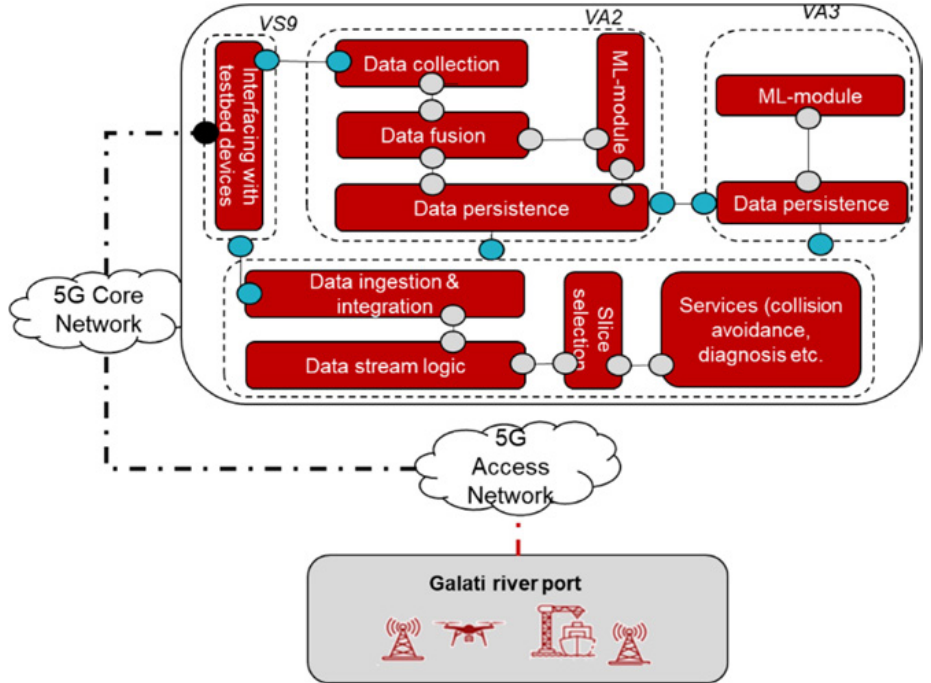 VS9
VA2
VA3
Interfacing with
testbed devices
Data collection
Data fusion
ML-module
Data persistence
ML-module
Data persistence
5G Core
Network
Data ingestion &
integration
Data stream logic
Slice
selection
Services (collision
avoidance,
diagnosis etc.
5G
Access
Network
Galati river port